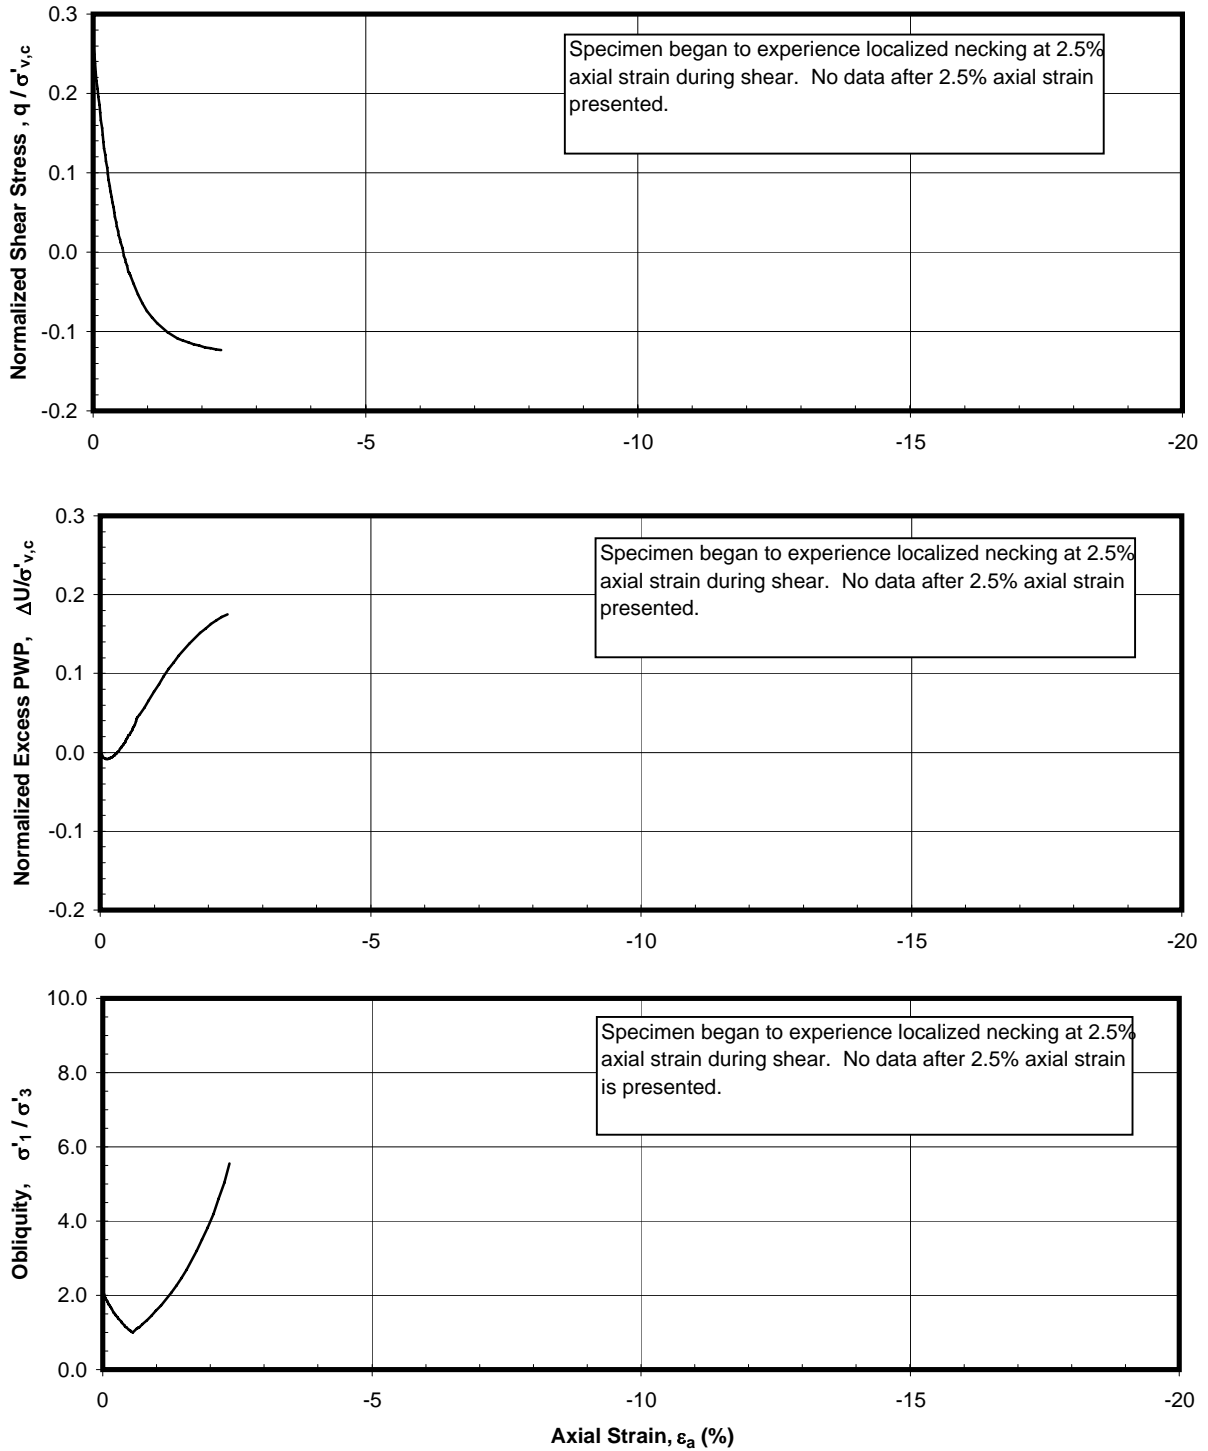 0.3
0.2
0.1
0.0
-0.1
-0.2
Normalized Shear Stress , q / σ'v,c
Specimen began to experience localized necking at 2.5%
axial strain during shear.  No data after 2.5% axial strain
presented.
0 -5 -10 -15 -20
0.3
0.2
0.1
0.0
-0.1
-0.2
Normalized Excess PWP, ΔU/σ'v,c
Specimen began to experience localized necking at 2.5%
axial strain during shear.  No data after 2.5% axial strain
presented.
0 -5 -10 -15 -20
10.0
8.0
6.0
4.0
2.0
0.0
Obliquity, σ'1 / σ'3
Specimen began to experience localized necking at 2.5%
axial strain during shear.  No data after 2.5% axial strain
is presented.
0 -5 -10 -15 -20
Axial Strain, εa (%)